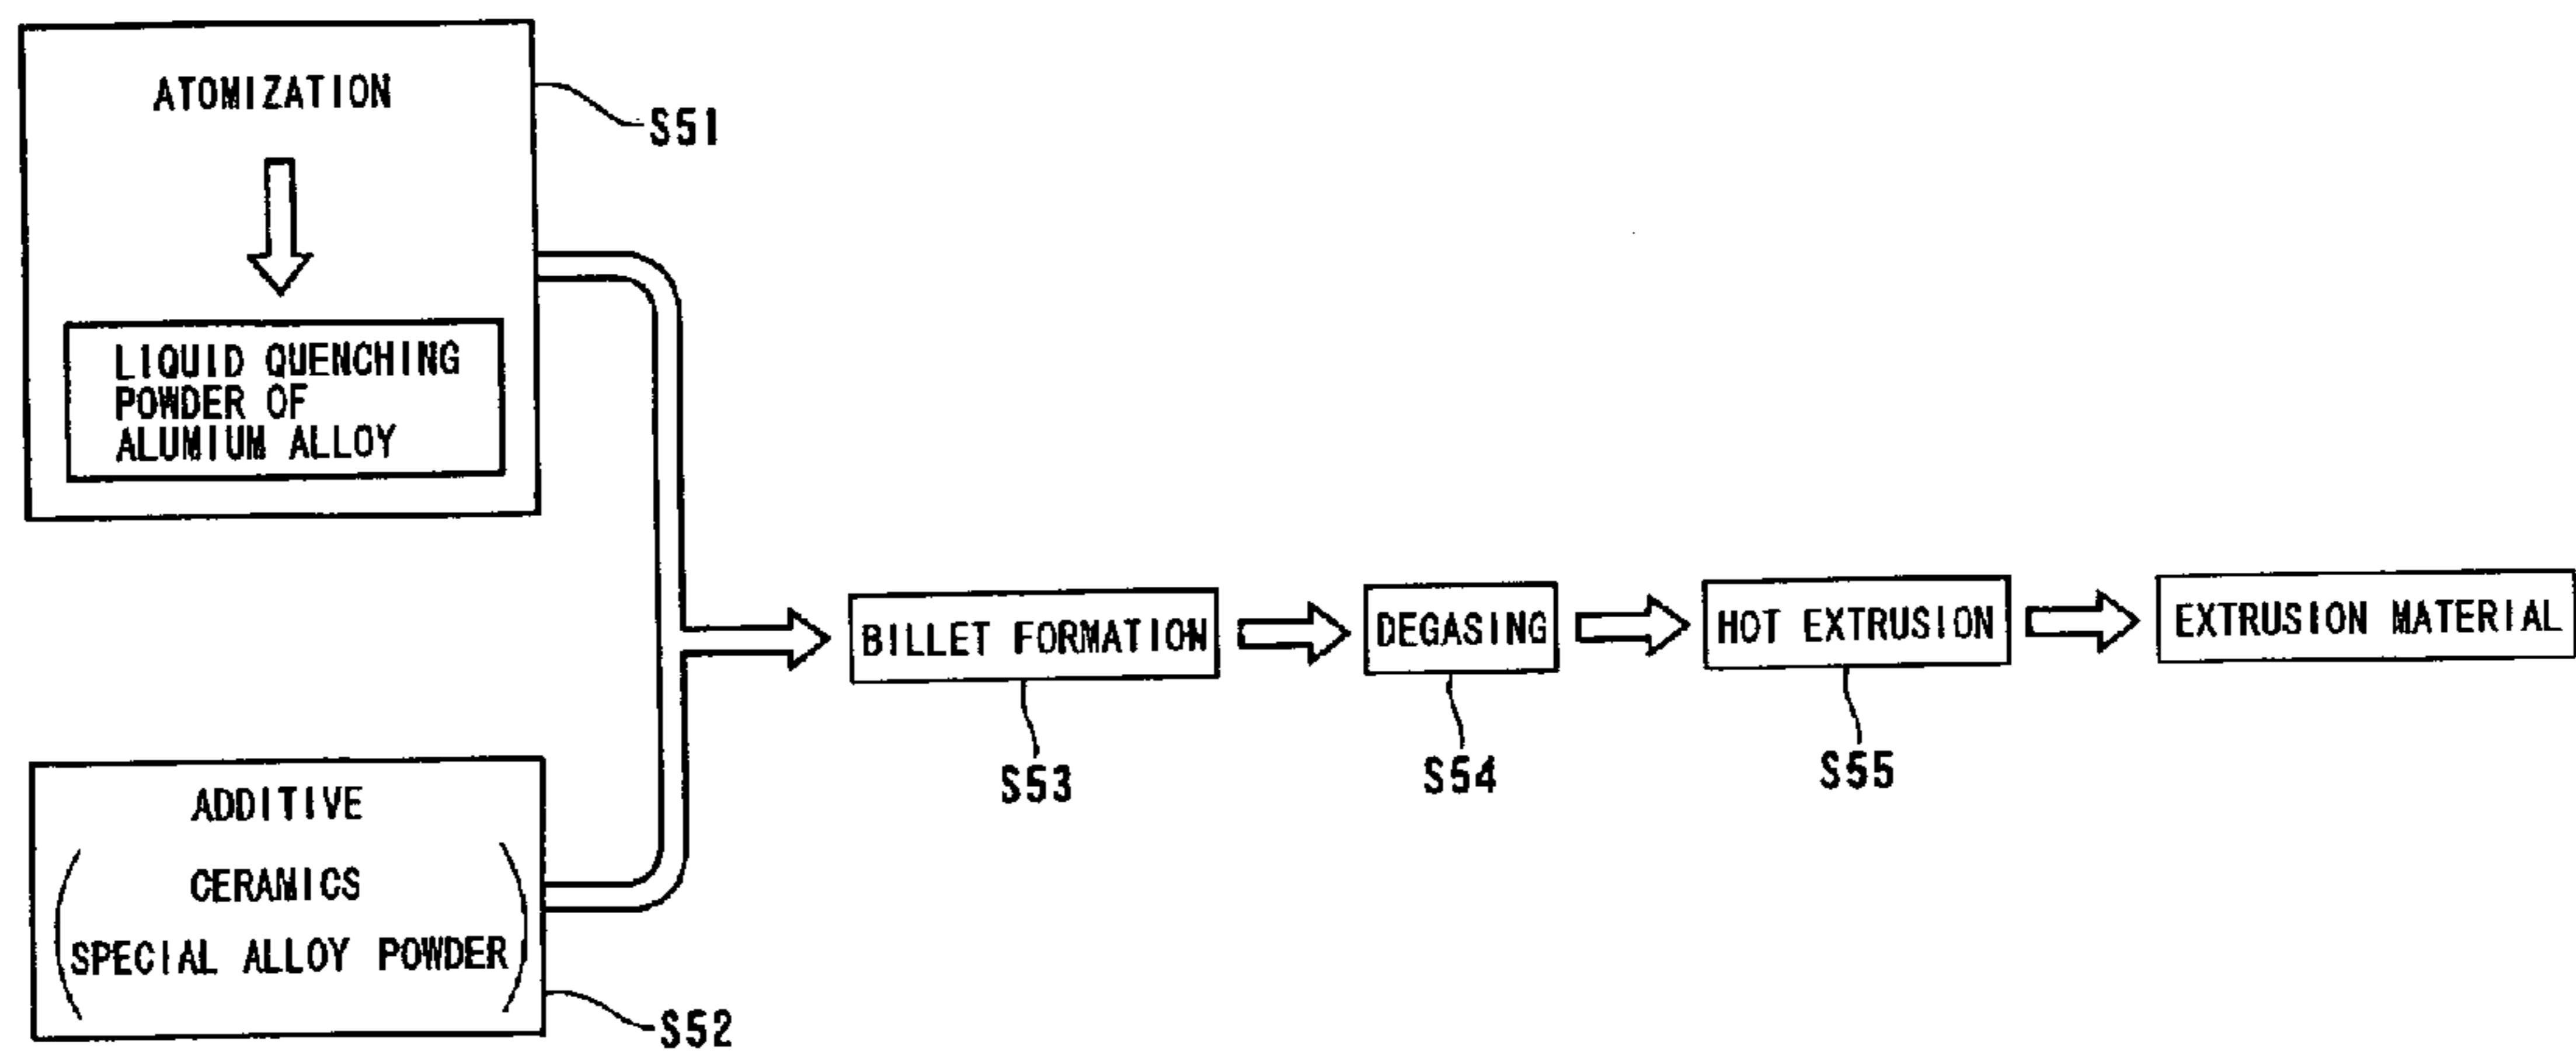 ATOMIZATION
S51
LIQUID QUENCHING
POWDER OF
ALUMIUM ALLOY
BILLET FORMATION
DEGASING
HOT EXTRUSION
EXTRUSION MATERIAL
S53
S54
S55
ADDITIVE
CERAMICS
SPECIAL ALLOY POWDER
S52